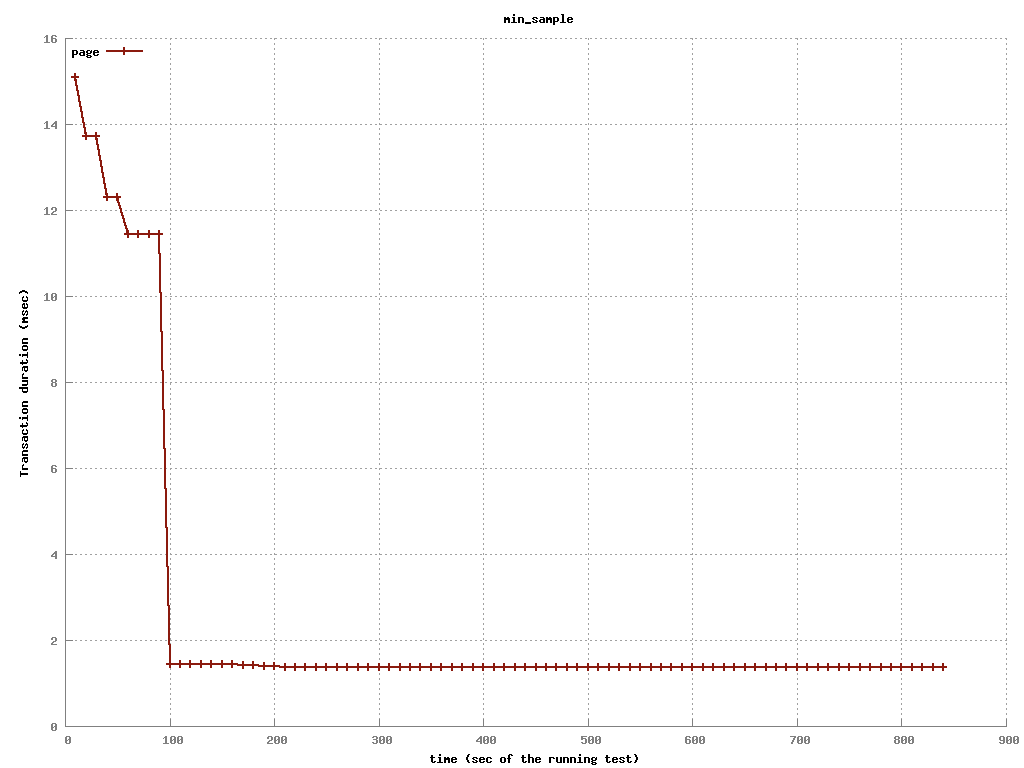 min_sample
page
16
14
12
10
8
6
4
2
0
Transaction duration (msec)
0 100 200 300 400 500 600 700 800 900
time (sec of the running test)